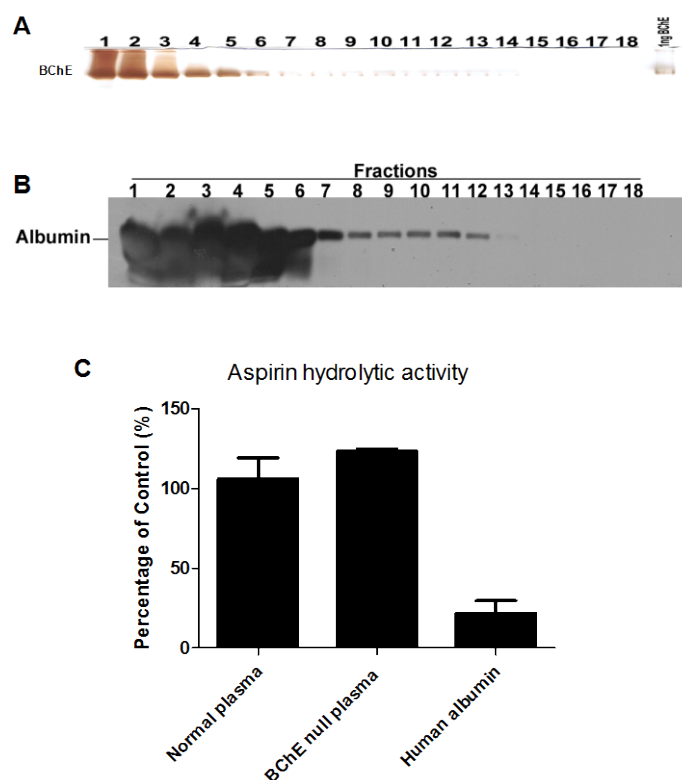 A
1 2 3 4 5 6 7 8 9 10 11 12 13 14 15 16 17 18
1ng BChE
BChE
Fractions
B
1 2 3 4 5 6 7 8 9 10 11 12 13 14 15 16 17 18
Albumin
C
Aspirin hydrolytic activity
Percentage of Control (%)
150
100
50
0
Normal plasma
BChE null plasma
Human albumin